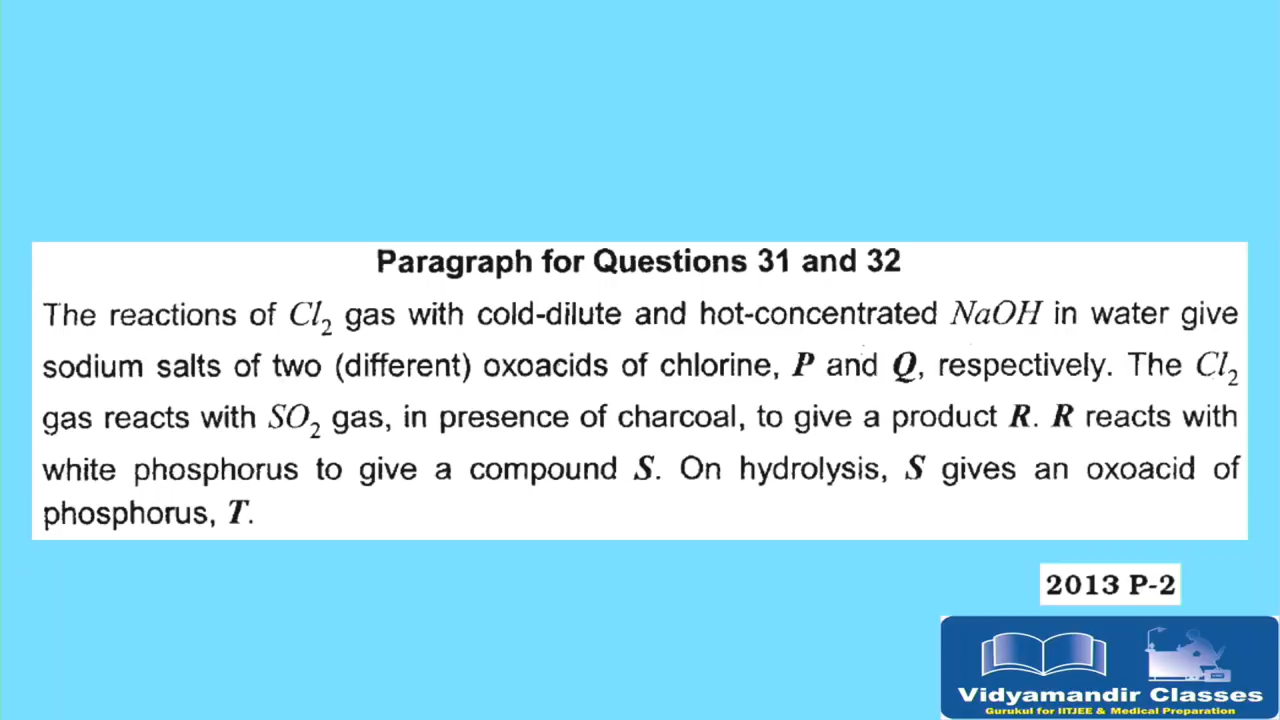 Paragraph for Questions 31 and 32
The reactions of Cl₂ gas with cold-dilute and hot-concentrated NaOH in water give
sodium salts of two (different) oxoacids of chlorine, P and Q, respectively. The Cl₂
gas reacts with SO₂ gas, in presence of charcoal, to give a product R. R reacts with
white phosphorus to give a compound S. On hydrolysis, S gives an oxoacid of
phosphorus, T.
2013 P-2
Vidyamandir Classes
Gurukul for IITJEE & Medical Preparation